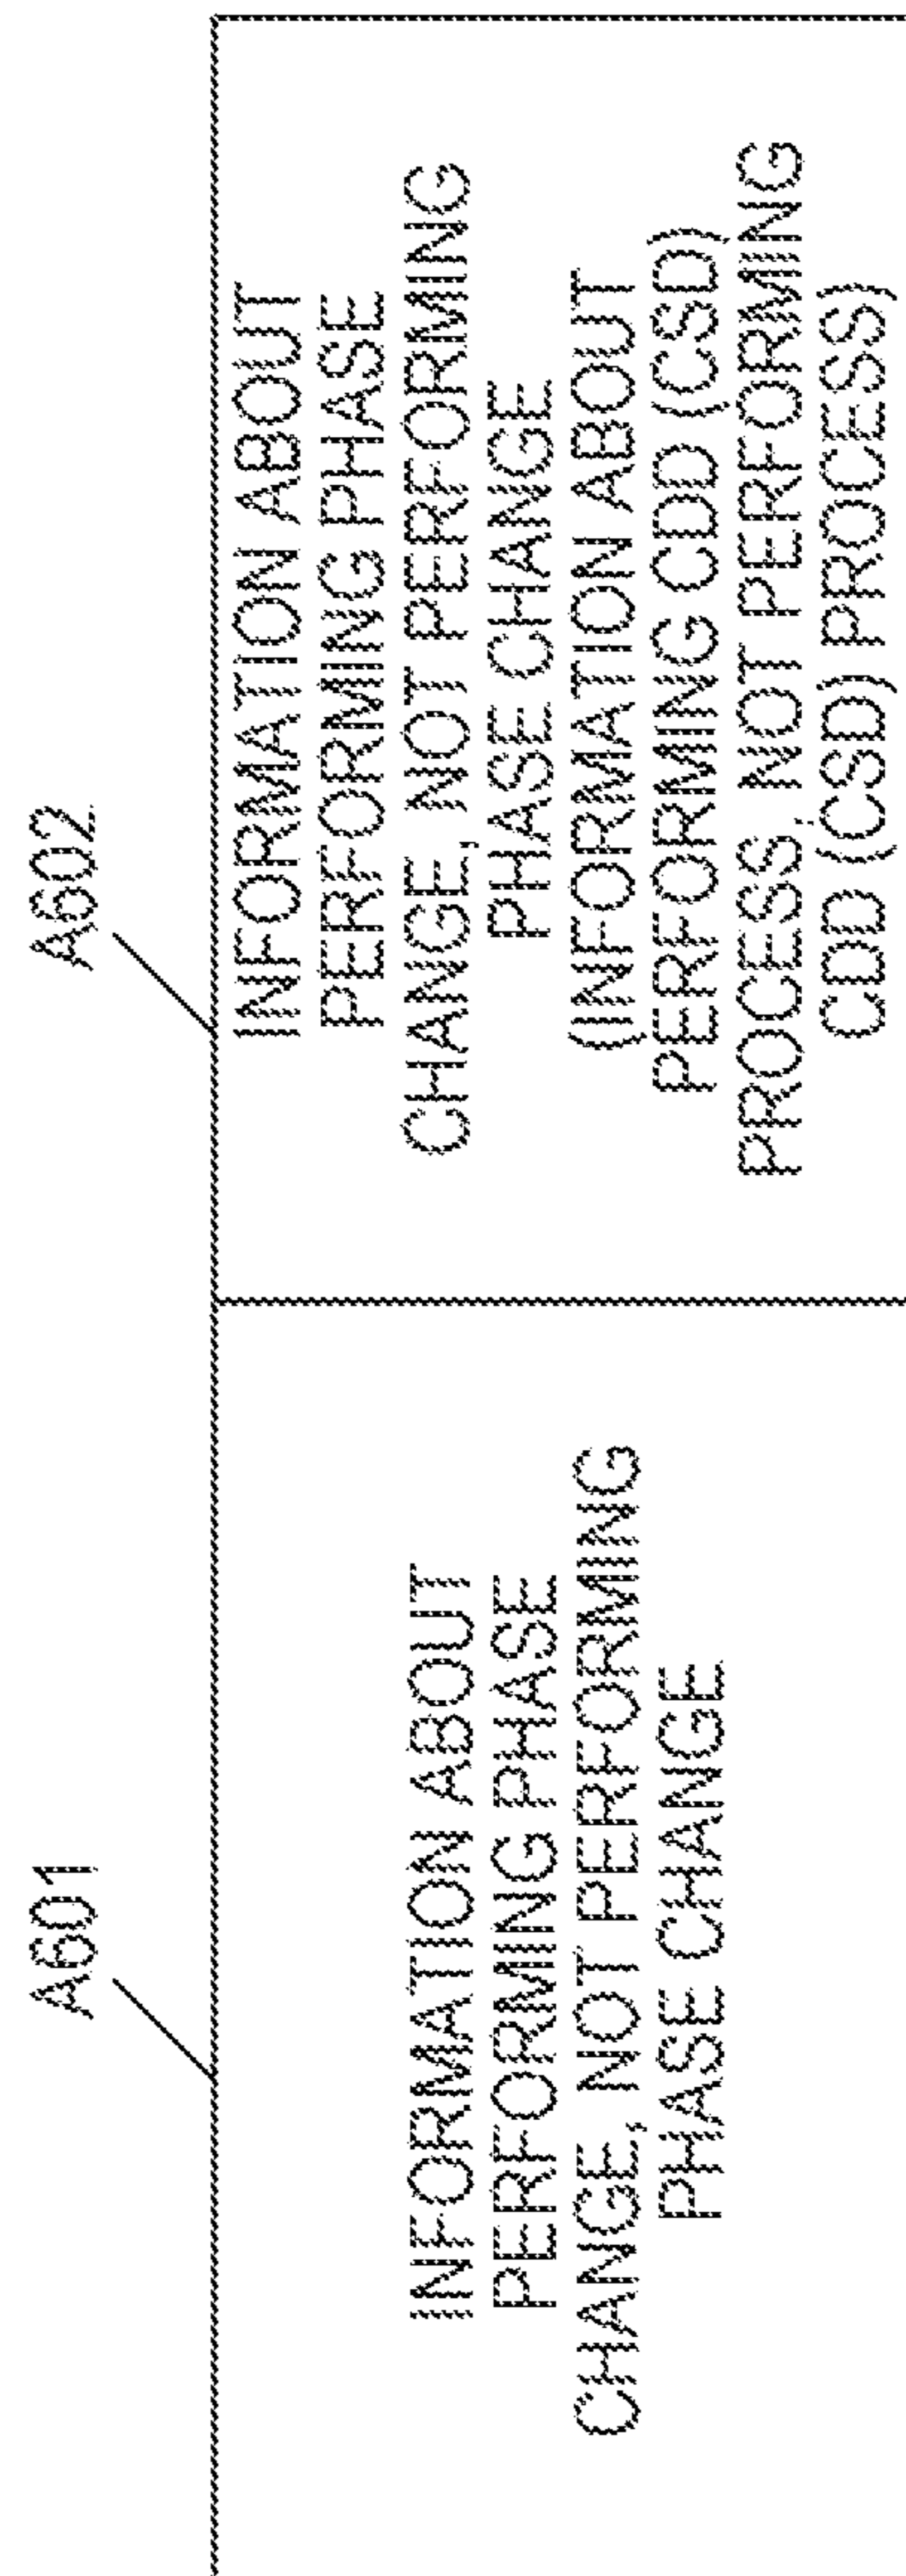 A601
INFORMATION ABOUT
PERFORMING PHASE
CHANGE, NOT PERFORMING
PHASE CHANGE
A602
INFORMATION ABOUT
PERFORMING PHASE
CHANGE, NOT PERFORMING
PHASE CHANGE
(INFORMATION ABOUT
PERFORMING CDD (CSD)
PROCESS, NOT PERFORMING
CDD (CSD) PROCESS)